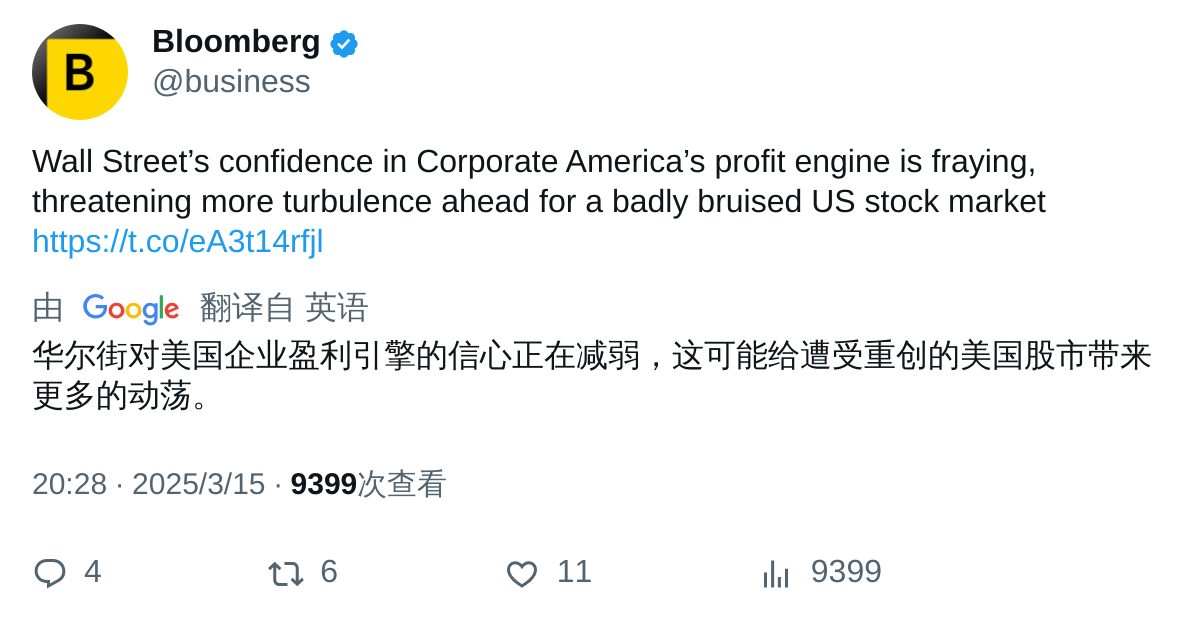 B
Bloomberg
@business
Wall Street’s confidence in Corporate America’s profit engine is fraying,
threatening more turbulence ahead for a badly bruised US stock market
https://t.co/eA3t14rfjl
由 Google 翻译自 英语
华尔街对美国企业盈利引擎的信心正在减弱，这可能给遭受重创的美国股市带来
更多的动荡。
20:28 · 2025/3/15 · 9399次查看
4 6 11 9399